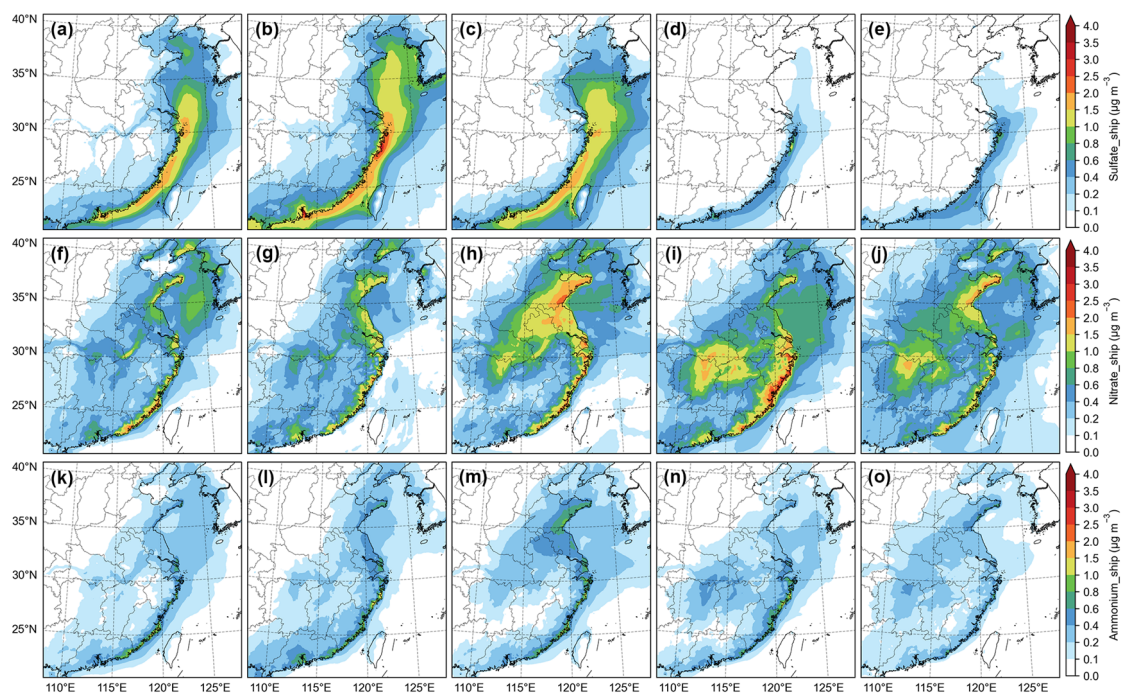 (a) (b) (c) (d) (e)
40°N
35°N
30°N
25°N
4.0
3.5
3.0
2.5
2.0
1.5
1.0
0.8
0.6
0.4
0.2
0.1
0.0
Sulfate_ship (µg m⁻³)
(f) (g) (h) (i) (j)
40°N
35°N
30°N
25°N
4.0
3.5
3.0
2.5
2.0
1.5
1.0
0.8
0.6
0.4
0.2
0.1
0.0
Nitrate_ship (µg m⁻³)
(k) (l) (m) (n) (o)
40°N
35°N
30°N
25°N
4.0
3.5
3.0
2.5
2.0
1.5
1.0
0.8
0.6
0.4
0.2
0.1
0.0
Ammonium_ship (µg m⁻³)
110°E 115°E 120°E 125°E 110°E 115°E 120°E 125°E 110°E 115°E 120°E 125°E 110°E 115°E 120°E 125°E 110°E 115°E 120°E 125°E